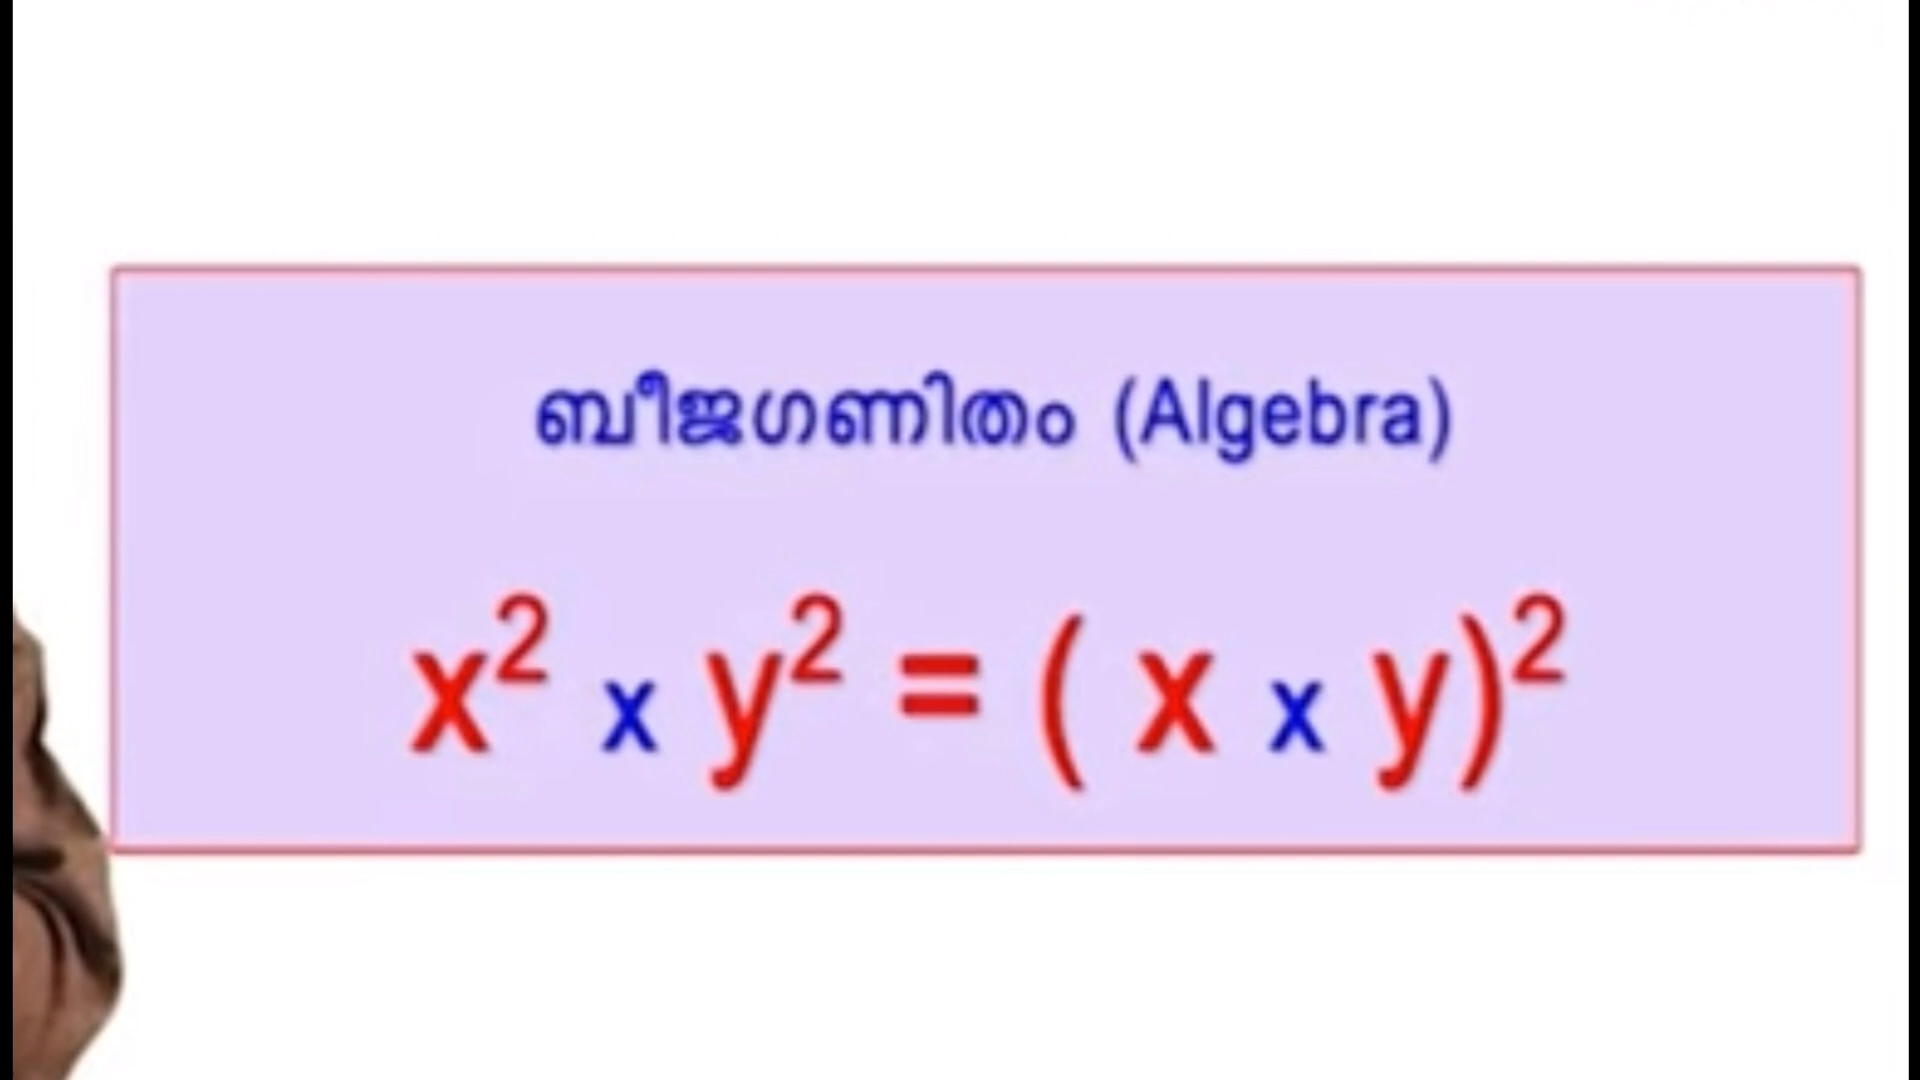 ബീജഗണിതം (Algebra)
x² x y² = ( x x y)²